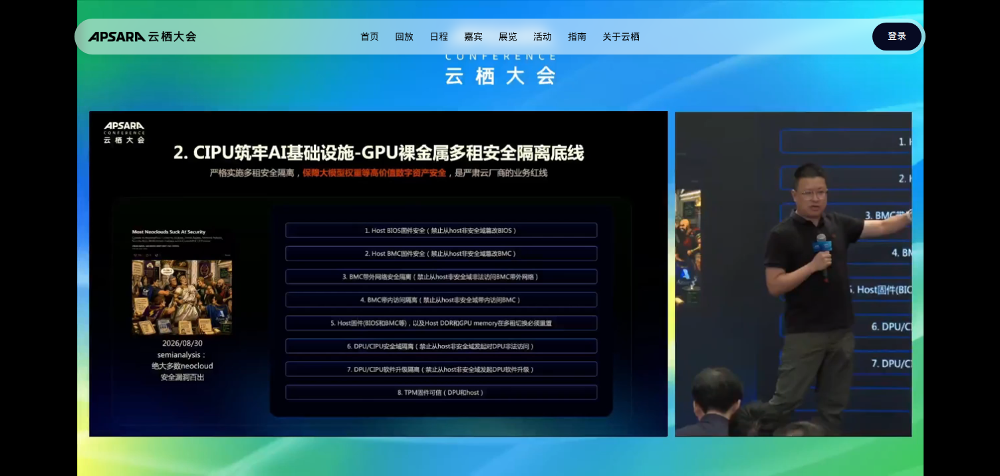 APSARA 云栖大会
首页 回放 日程 嘉宾 展览 活动 指南 关于云栖
登录
CONFERENCE
云栖大会
APSARA
CONFERENCE
云栖大会
2. CIPU筑牢AI基础设施-GPU裸金属多租安全隔离底线
严格实施多租安全隔离，保障大模型权重等高价值数字资产安全，是严肃云厂商的业务红线
Most Neoclouds Suck At Security
2026/08/30
semianalysis：
绝大多数neocloud
安全漏洞百出
1. Host BIOS固件安全（禁止从host非安全域篡改BIOS）
2. Host BMC固件安全（禁止从host非安全域篡改BMC）
3. BMC带外网络安全隔离（禁止从host非安全域非法访问BMC带外网络）
4. BMC带内访问隔离（禁止从host非安全域带内访问BMC）
5. Host固件(BIOS和BMC等)，以及Host DDR和GPU memory在多租切换必须重置
6. DPU/CIPU安全域隔离（禁止从host非安全域发起对DPU非法访问）
7. DPU/CIPU软件升级隔离（禁止从host非安全域发起DPU软件升级）
8. TPM固件可信（DPU和host）
1. H
2. H
3. BMC带
4. BM
5. Host固件(BIO
6. DPU/C
7. DPU/C